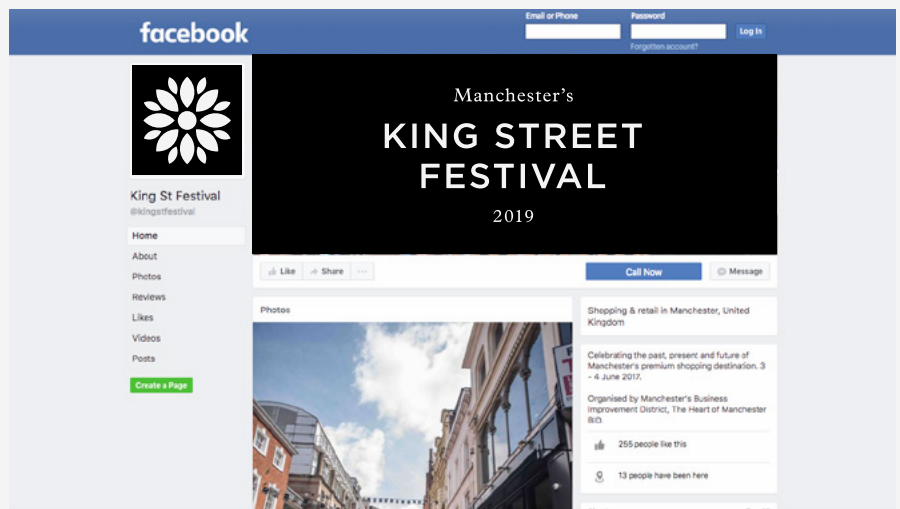 facebook
Email or Phone
Password
Log In
Forgotten account?
Manchester's
KING STREET
FESTIVAL
2019
King St Festival
@kingstfestival
Home
About
Photos
Reviews
Likes
Videos
Posts
Create a Page
Like
Share
...
Call Now
Message
Photos
Shopping & retail in Manchester, United
Kingdom
Celebrating the past, present and future of
Manchester's premium shopping destination. 3
- 4 June 2017.
Organised by Manchester's Business
Improvement District, The Heart of Manchester
BID.
255 people like this
13 people have been here